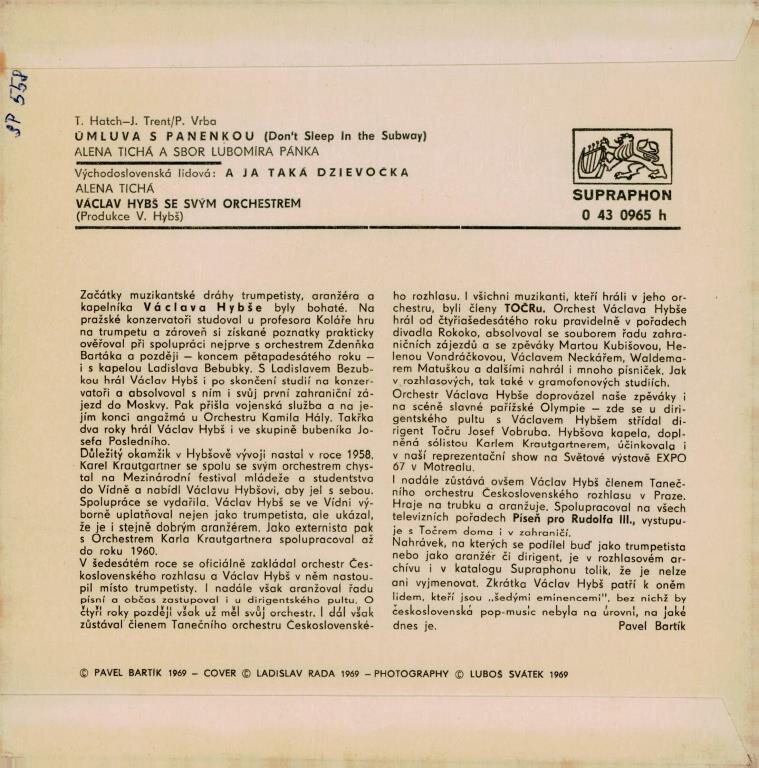 SP 558
T. Hatch—J. Trent/P. Vrba
ÚMLUVA S PANENKOU (Don't Sleep In the Subway)
ALENA TICHÁ A SBOR LUBOMÍRA PÁNKA
Východoslovenská lidová: A JA TAKÁ DZIEVOČKA
ALENA TICHÁ
VÁCLAV HYBŠ SE SVÝM ORCHESTREM
(Produkce V. Hybš)
SUPRAPHON
0 43 0965 h
Začátky muzikantské dráhy trumpetisty, aranžéra a
kapelníka Václava Hybše byly bohaté. Na
pražské konzervatoři studoval u profesora Koláře hru
na trumpetu a zároveň si získané poznatky prakticky
ověřoval při spolupráci nejprve s orchestrem Zdenňka
Bartáka a později — koncem pětapadesátého roku —
i s kapelou Ladislava Bebubky. S Ladislavem Bezub-
kou hrál Václav Hybš i po skončení studií na konzer-
vatoři a absolvoval s ním i svůj první zahraniční zá-
jezd do Moskvy. Pak přišla vojenská služba a na je-
jím konci angažmá u Orchestru Kamila Hály. Takřka
dva roky hrál Václav Hybš i ve skupině bubeníka Jo-
sefa Posledního.
Důležitý okamžik v Hybšově vývoji nastal v roce 1958.
Karel Krautgartner se spolu se svým orchestrem chys-
tal na Mezinárodní festival mládeže a studentstva
do Vídně a nabídl Václavu Hybšovi, aby jel s sebou.
Spolupráce se vydařila. Václav Hybš se ve Vídni vý-
borně uplatňoval nejen jako trumpetista, ale ukázal,
že je i stejně dobrým aranžérem. Jako externista pak
s Orchestrem Karla Krautgartnera spolupracoval až
do roku 1960.
V šedesátém roce se oficiálně zakládal orchestr Čes-
koslovenského rozhlasu a Václav Hybš v něm nastou-
pil místo trumpetisty. I nadále však aranžoval řadu
písní a občas zastupoval i u dirigentského pultu. O
čtyři roky později však už měl svůj orchestr. I dál však
zůstával členem Tanečního orchestru Československé-
ho rozhlasu. I všichni muzikanti, kteří hráli v jeho or-
chestru, byli členy TOČRu. Orchest Václava Hybše
hrál od čtyřiašedesátého roku pravidelně v pořadech
divadla Rokoko, absolvoval se souborem řadu zahra-
ničních zájezdů a se zpěváky Martou Kubišovou, He-
lenou Vondráčkovou, Václavem Neckářem, Waldema-
rem Matuškou a dalšími nahrál i mnoho písniček. Jak
v rozhlasových, tak také v gramofonových studiích.
Orchestr Václava Hybše doprovázel naše zpěváky i
na scéně slavné pařížské Olympie — zde se u diri-
gentského pultu s Václavem Hybšem střídal di-
rigent Točru Josef Vobruba. Hybšova kapela, dopl-
něná sólistou Karlem Krautgartnerem, účinkovala i
v naší reprezentační show na Světové výstavě EXPO
67 v Motrealu.
I nadále zůstává ovšem Václav Hybš členem Taneč-
ního orchestru Československého rozhlasu v Praze.
Hraje na trubku a aranžuje. Spolupracoval na všech
televizních pořadech Píseň pro Rudolfa III., vystupu-
je s Točrem doma i v zahraničí.
Nahrávek, na kterých se podílel buď jako trumpetista
nebo jako aranžér či dirigent, je v rozhlasovém ar-
chívu i v katalogu Supraphonu tolik, že je nelze
ani vyjmenovat. Zkrátka Václav Hybš patří k oněm
lidem, kteří jsou „šedými eminencemi", bez nichž by
československá pop-music nebyla na úrovni, na jaké
dnes je. Pavel Bartík
© PAVEL BARTÍK 1969 — COVER © LADISLAV RADA 1969 — PHOTOGRAPHY © LUBOŠ SVÁTEK 1969